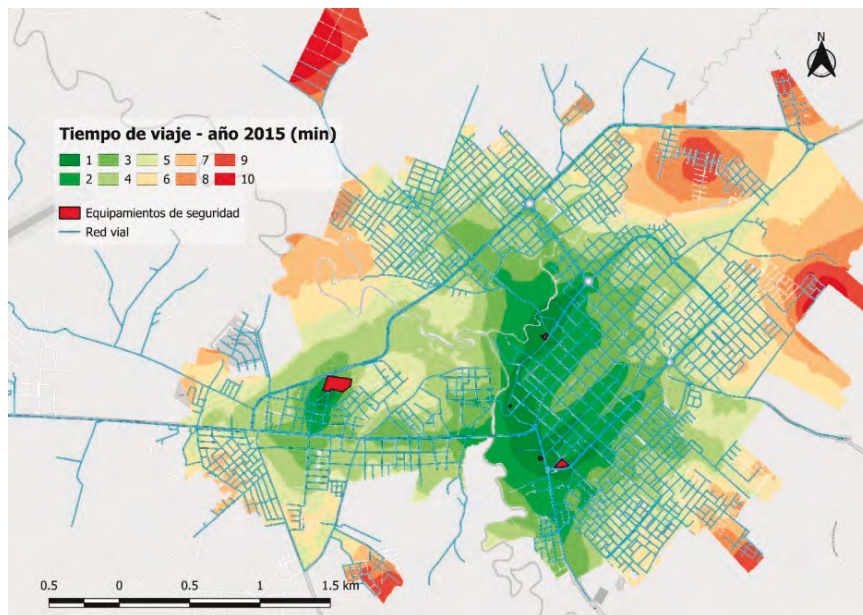 N
Tiempo de viaje - año 2015 (min)
1 3 5 7 9
2 4 6 8 10
Equipamientos de seguridad
Red vial
0.5 0 0.5 1 1.5 km